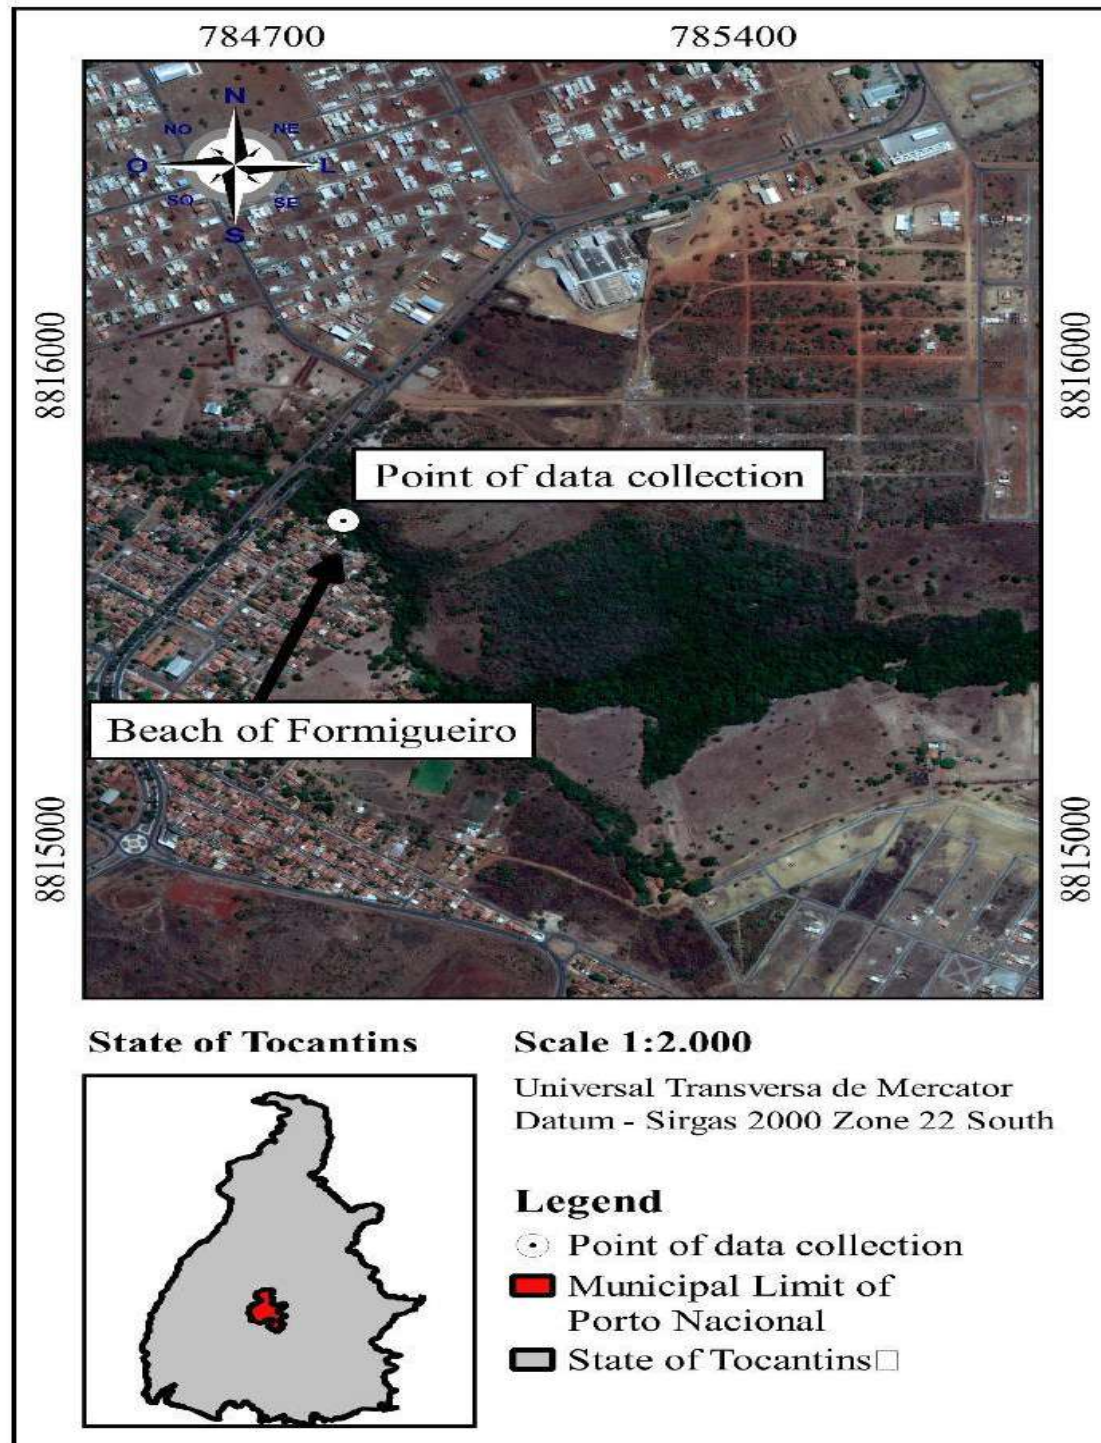 784700 785400
N
NO NE
O L
SO SE
S
8816000 8816000
Point of data collection
Beach of Formigueiro
8815000 8815000
State of Tocantins
Scale 1:2.000
Universal Transversa de Mercator
Datum - Sirgas 2000 Zone 22 South
Legend
Point of data collection
Municipal Limit of
Porto Nacional
State of Tocantins